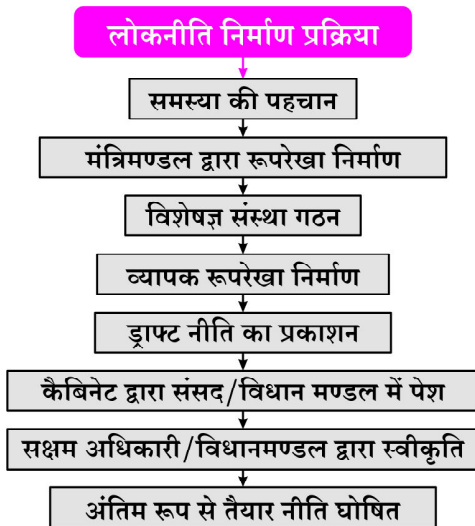 लोकनीति निर्माण प्रक्रिया
समस्या की पहचान
मंत्रिमण्डल द्वारा रूपरेखा निर्माण
विशेषज्ञ संस्था गठन
व्यापक रूपरेखा निर्माण
ड्राफ्ट नीति का प्रकाशन
कैबिनेट द्वारा संसद/विधान मण्डल में पेश
सक्षम अधिकारी/विधानमण्डल द्वारा स्वीकृति
अंतिम रूप से तैयार नीति घोषित